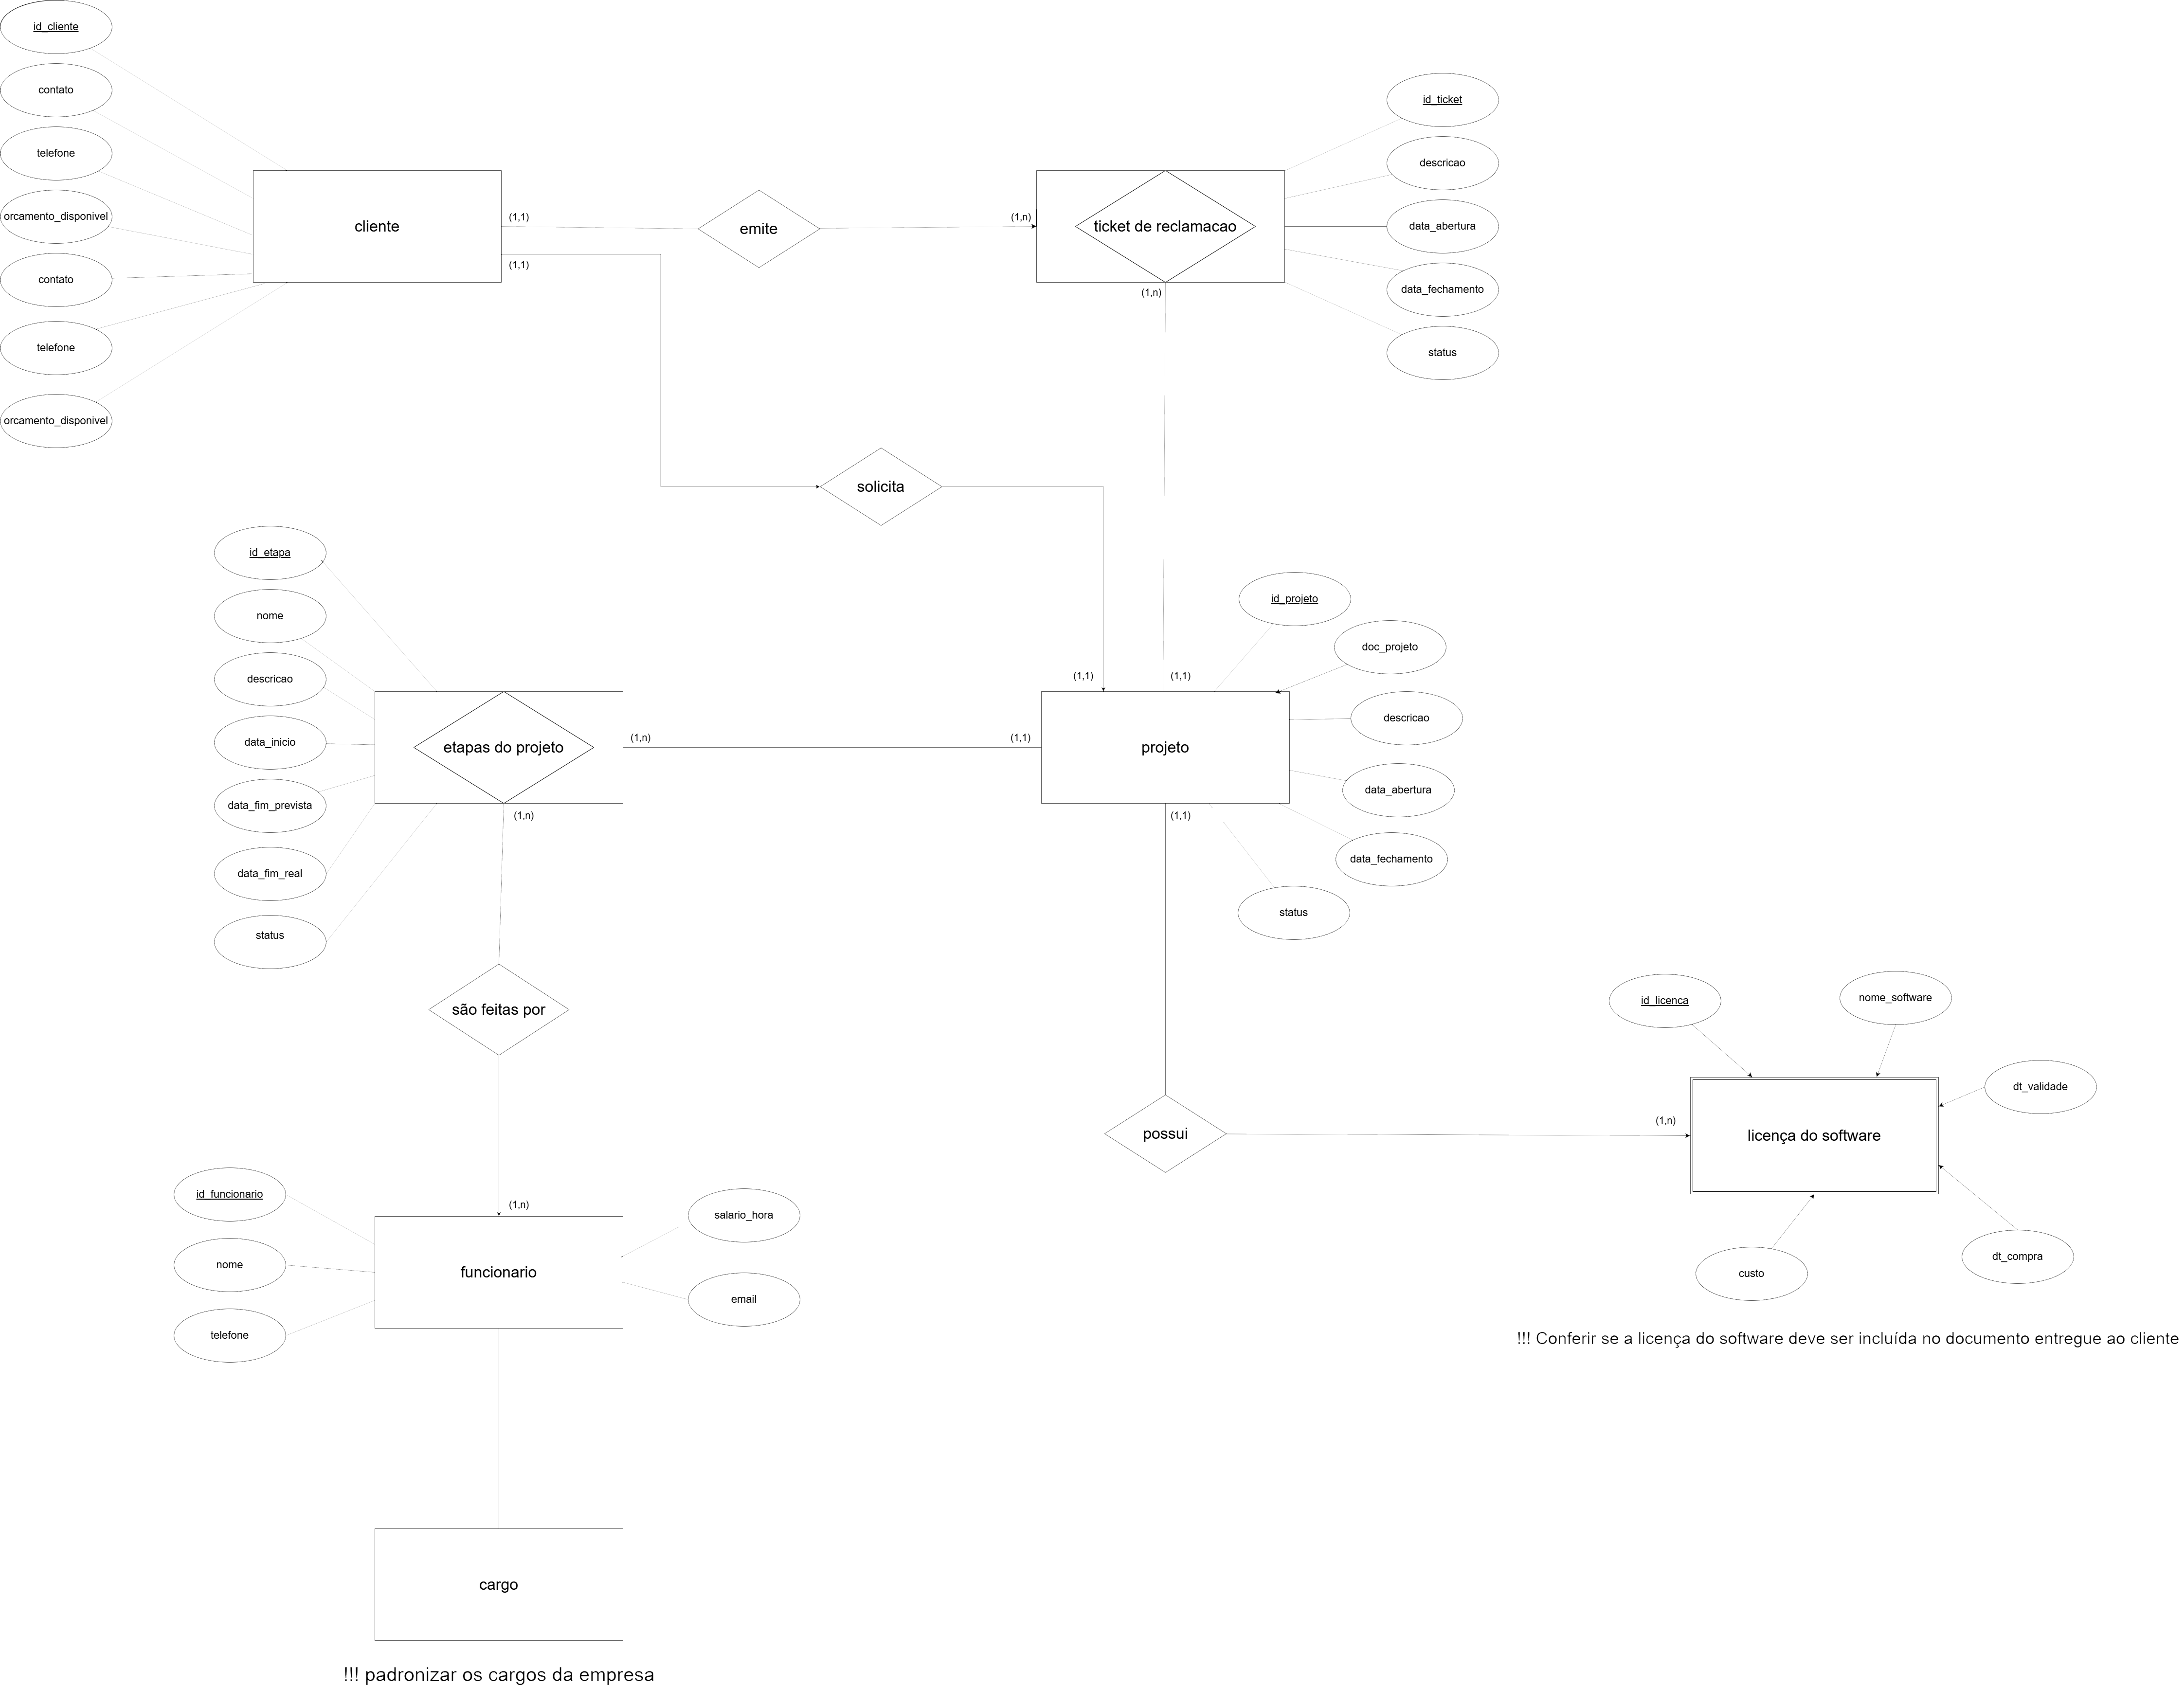 id_cliente
contato
telefone
orcamento_disponivel
contato
telefone
orcamento_disponivel
cliente
(1,1)
(1,1)
emite
(1,n)
ticket de reclamacao
(1,n)
id_ticket
descricao
data_abertura
data_fechamento
status
solicita
id_etapa
nome
descricao
data_inicio
data_fim_prevista
data_fim_real
status
etapas do projeto
(1,n)
(1,n)
(1,1)
(1,1)
(1,1)
projeto
(1,1)
id_projeto
doc_projeto
descricao
data_abertura
data_fechamento
status
são feitas por
possui
(1,n)
id_licenca
nome_software
dt_validade
licença do software
dt_compra
custo
!!! Conferir se a licença do software deve ser incluída no documento entregue ao cliente
(1,n)
id_funcionario
nome
telefone
funcionario
salario_hora
email
cargo
!!! padronizar os cargos da empresa